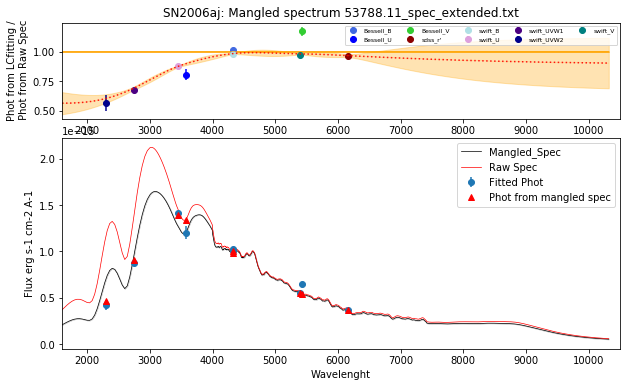 SN2006aj: Mangled spectrum 53788.11_spec_extended.txt
Phot from LCfitting /
Phot from Raw Spec
1.00
0.75
0.50
Bessell_B
Bessell_U
Bessell_V
sdss_r'
swift_B
swift_U
swift_UVW1
swift_UVW2
swift_V
2000 3000 4000 5000 6000 7000 8000 9000 10000
1e−15
Flux erg s-1 cm-2 A-1
2.0
1.5
1.0
0.5
0.0
Mangled_Spec
Raw Spec
Fitted Phot
Phot from mangled spec
2000 3000 4000 5000 6000 7000 8000 9000 10000
Wavelenght